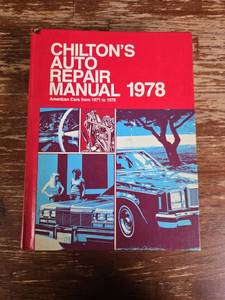 CHILTON'S
AUTO
REPAIR
MANUAL 1978
American Cars from 1971 to 1978